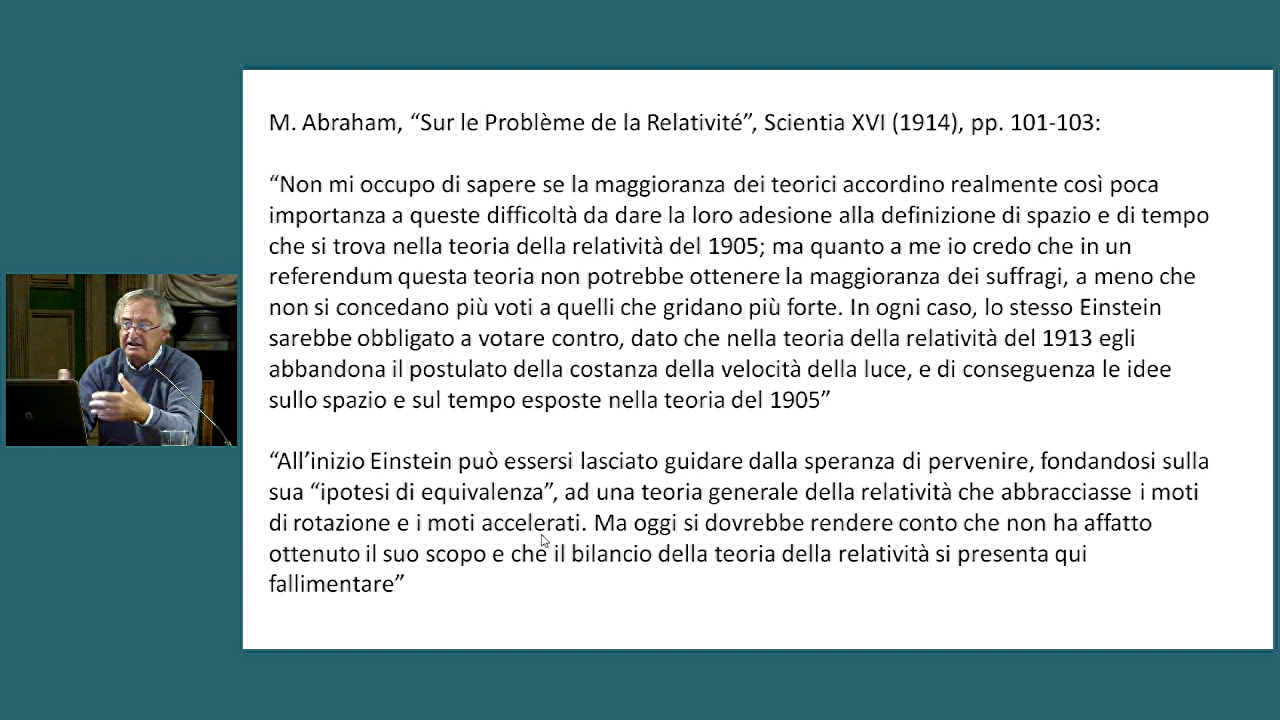 M. Abraham, “Sur le Problème de la Relativité”, Scientia XVI (1914), pp. 101-103:
“Non mi occupo di sapere se la maggioranza dei teorici accordino realmente così poca
importanza a queste difficoltà da dare la loro adesione alla definizione di spazio e di tempo
che si trova nella teoria della relatività del 1905; ma quanto a me io credo che in un
referendum questa teoria non potrebbe ottenere la maggioranza dei suffragi, a meno che
non si concedano più voti a quelli che gridano più forte. In ogni caso, lo stesso Einstein
sarebbe obbligato a votare contro, dato che nella teoria della relatività del 1913 egli
abbandona il postulato della costanza della velocità della luce, e di conseguenza le idee
sullo spazio e sul tempo esposte nella teoria del 1905”
“All’inizio Einstein può essersi lasciato guidare dalla speranza di pervenire, fondandosi sulla
sua “ipotesi di equivalenza”, ad una teoria generale della relatività che abbracciasse i moti
di rotazione e i moti accelerati. Ma oggi si dovrebbe rendere conto che non ha affatto
ottenuto il suo scopo e che il bilancio della teoria della relatività si presenta qui
fallimentare”